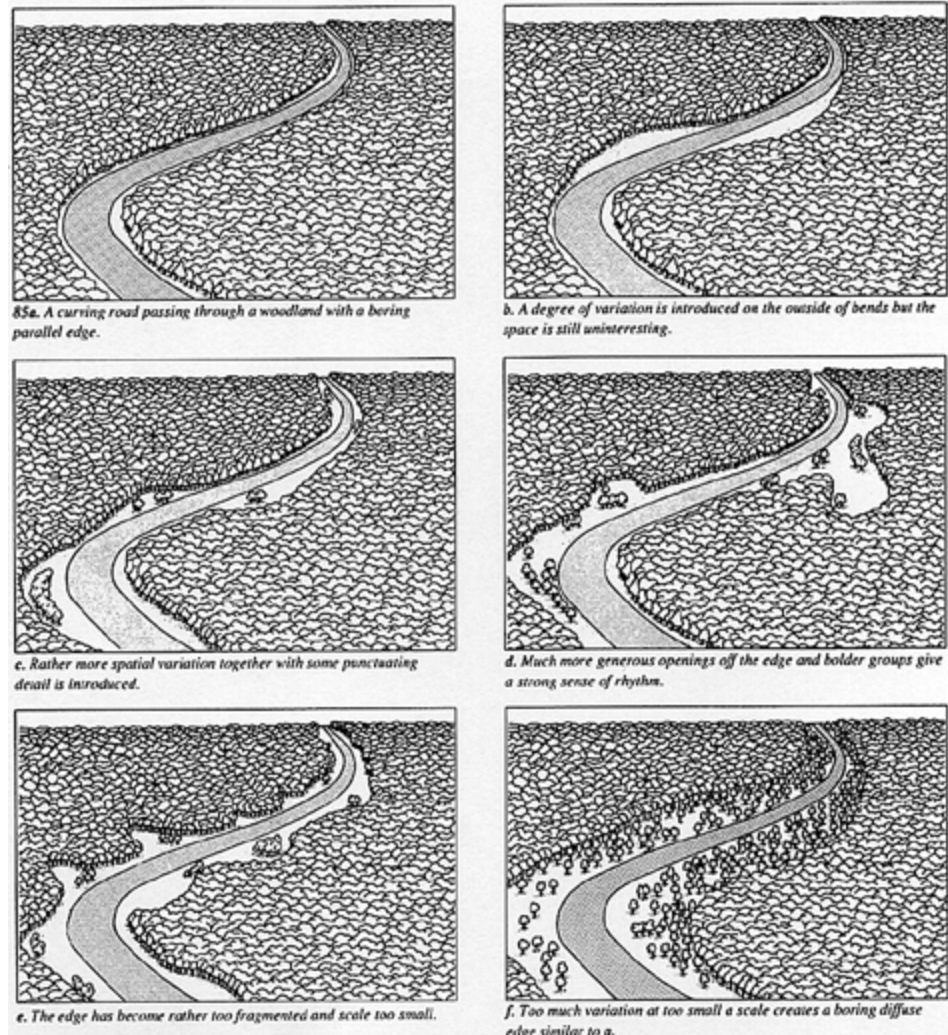 85a. A curving road passing through a woodland with a boring
parallel edge.
b. A degree of variation is introduced on the outside of bends but the
space is still uninteresting.
c. Rather more spatial variation together with some punctuating
detail is introduced.
d. Much more generous openings off the edge and bolder groups give
a strong sense of rhythm.
e. The edge has become rather too fragmented and scale too small.
f. Too much variation at too small a scale creates a boring diffuse
edge similar to a.